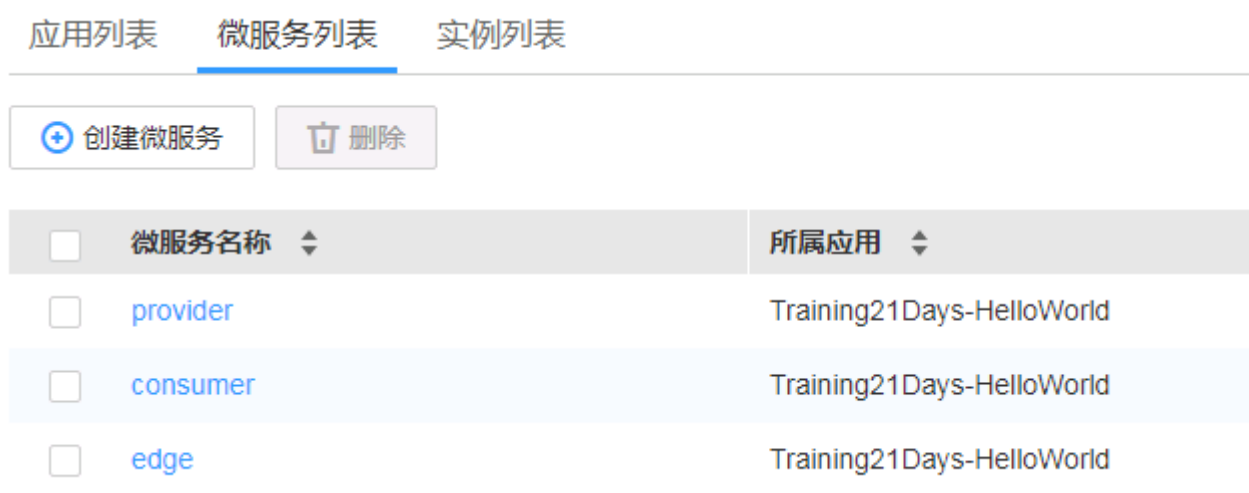 应用列表 微服务列表 实例列表
创建微服务 删除
微服务名称 所属应用
provider Training21Days-HelloWorld
consumer Training21Days-HelloWorld
edge Training21Days-HelloWorld